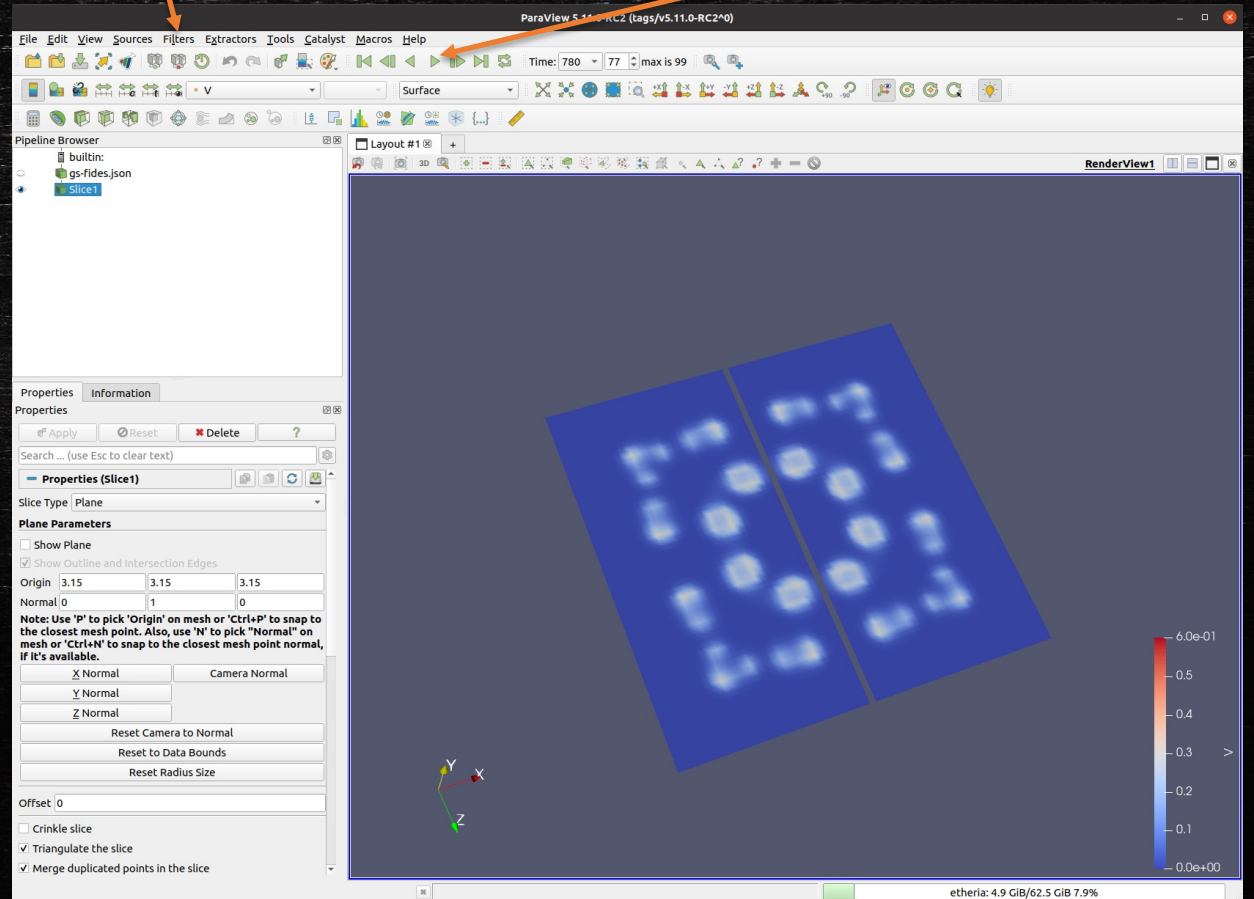 ParaView 5.11.0-RC2 (tags/v5.11.0-RC2^0)
File Edit View Sources Filters Extractors Tools Catalyst Macros Help
Time: 780 77 max is 99
V Surface
Pipeline Browser
Layout #1 +
builtin:
3D
RenderView1
gs-fides.json
Slice1
Properties Information
Properties
Apply Reset Delete ?
Search ... (use Esc to clear text)
Properties (Slice1)
Slice Type Plane
Plane Parameters
Show Plane
Show Outline and Intersection Edges
Origin 3.15 3.15 3.15
Normal 0 1 0
Note: Use 'P' to pick 'Origin' on mesh or 'Ctrl+P' to snap to
the closest mesh point. Also, use 'N' to pick "Normal" on
mesh or 'Ctrl+N' to snap to the closest mesh point normal,
if it's available.
X Normal Camera Normal
Y Normal
Z Normal
Reset Camera to Normal
Reset to Data Bounds
Reset Radius Size
Offset 0
Crinkle slice
Triangulate the slice
Merge duplicated points in the slice
Y
X
Z
6.0e-01
0.5
0.4
0.3
V
0.2
0.1
0.0e+00
etheria: 4.9 GiB/62.5 GiB 7.9%